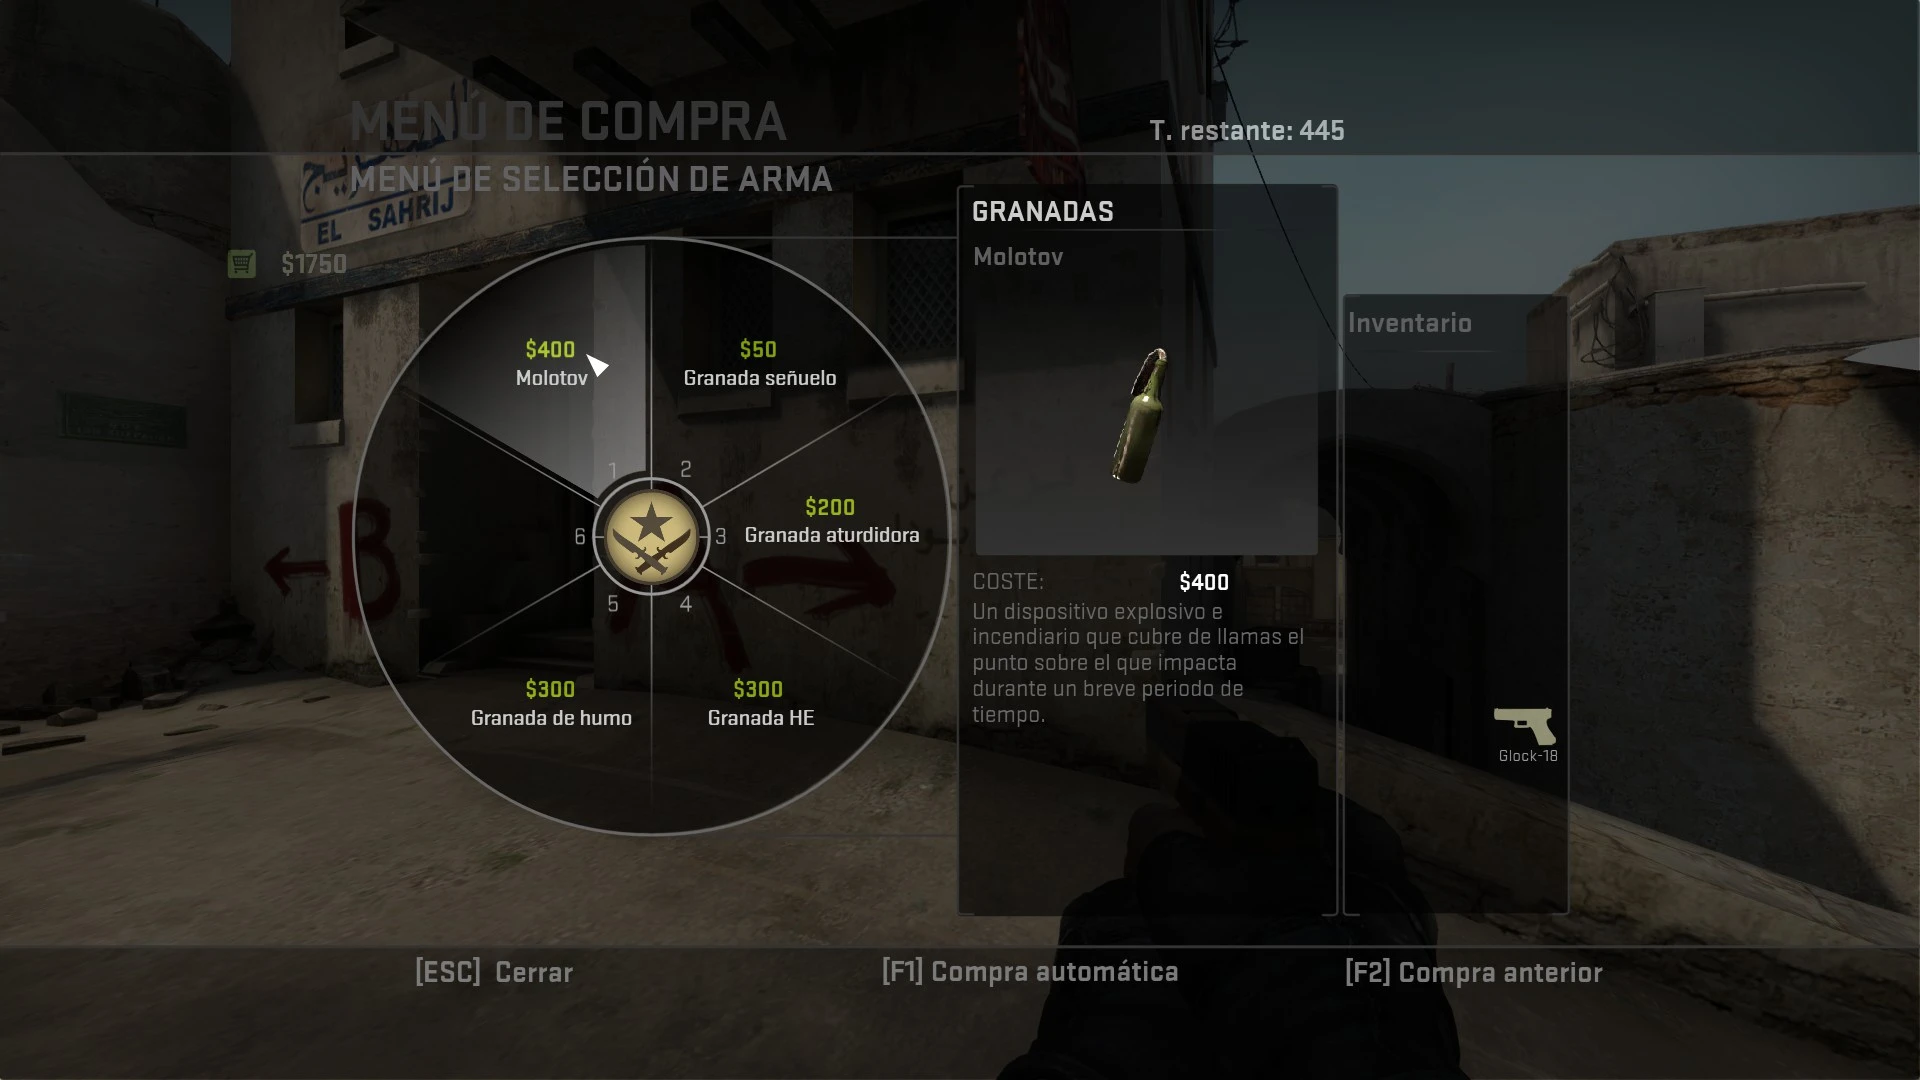 MENÚ DE COMPRA
T. restante: 445
MENÚ DE SELECCIÓN DE ARMA
EL SAHRIJ
$1750
GRANADAS
Molotov
Inventario
$400
Molotov
$50
Granada señuelo
1
2
$200
Granada aturdidora
6
3
5
4
$300
Granada de humo
$300
Granada HE
B
COSTE: $400
Un dispositivo explosivo e
incendiario que cubre de llamas el
punto sobre el que impacta
durante un breve periodo de
tiempo.
Glock-18
[ESC] Cerrar
[F1] Compra automática
[F2] Compra anterior